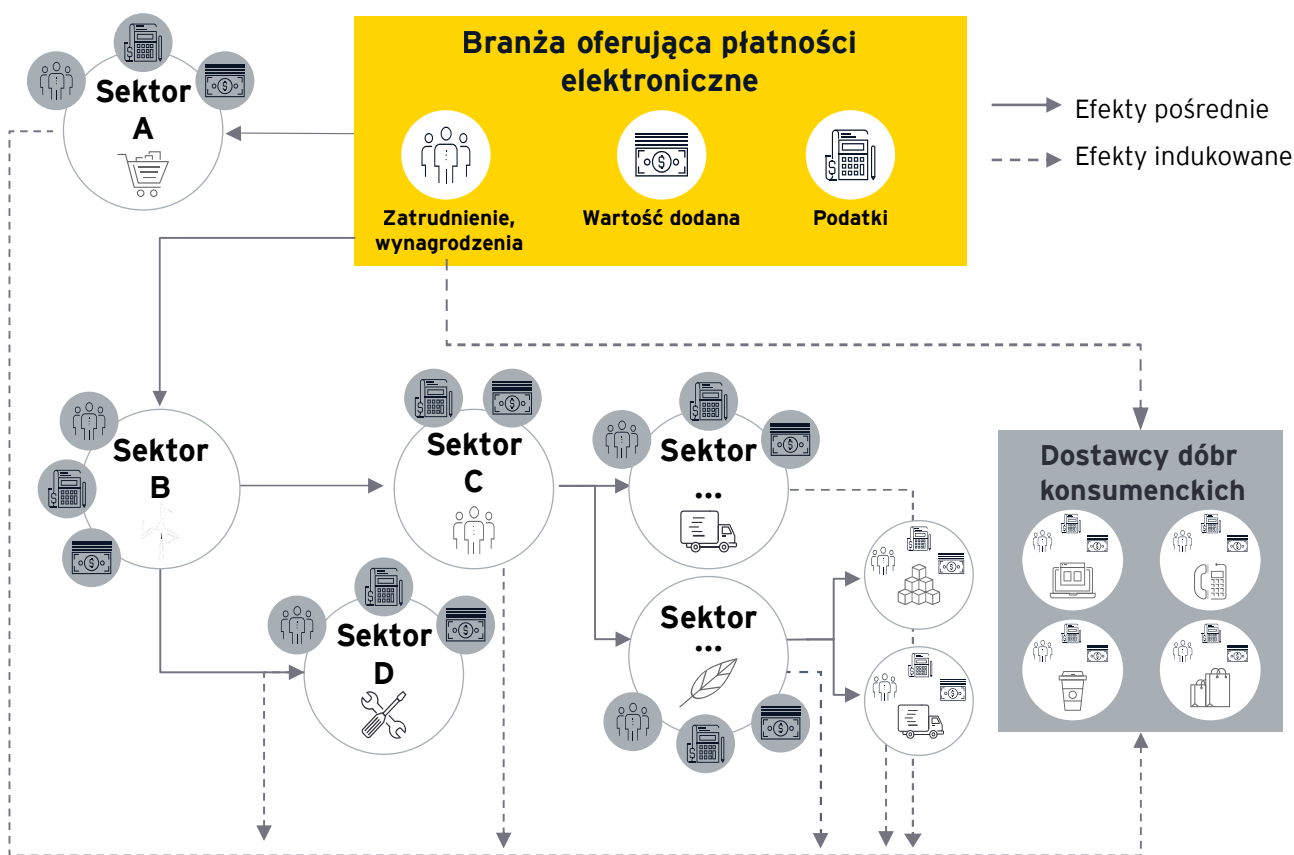 Branża oferująca płatności
elektroniczne
Zatrudnienie,
wynagrodzenia
Wartość dodana
Podatki
Efekty pośrednie
Efekty indukowane
Sektor
A
Sektor
B
Sektor
C
Sektor
...
Sektor
D
Sektor
...
Dostawcy dóbr
konsumenckich